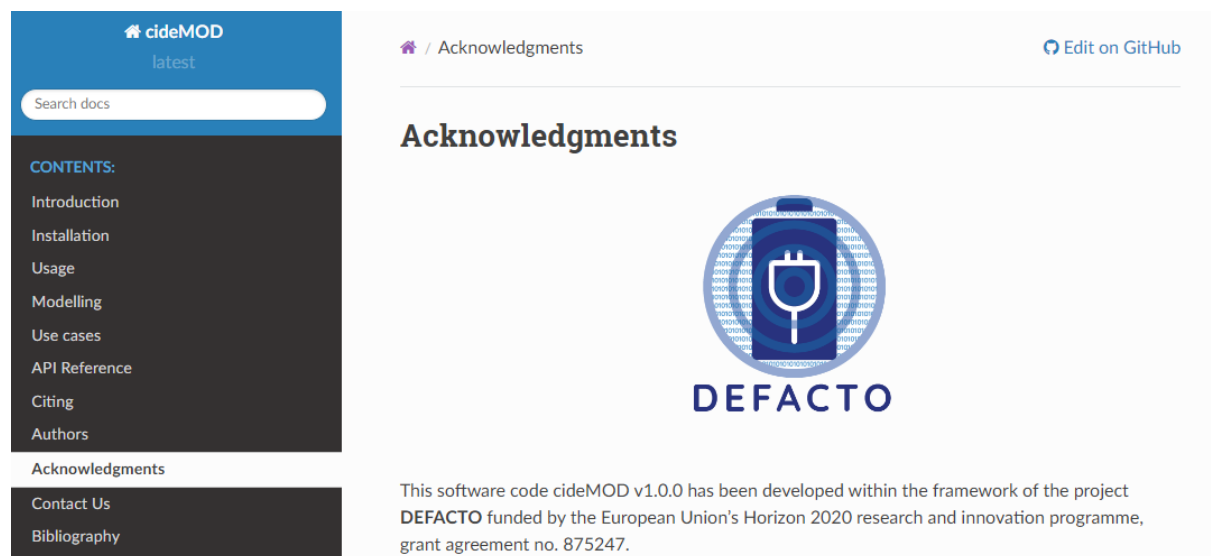 cideMOD
latest
Search docs
CONTENTS:
Introduction
Installation
Usage
Modelling
Use cases
API Reference
Citing
Authors
Acknowledgments
Contact Us
Bibliography
/ Acknowledgments
Edit on GitHub
Acknowledgments
DEFACTO
This software code cideMOD v1.0.0 has been developed within the framework of the project
DEFACTO funded by the European Union’s Horizon 2020 research and innovation programme,
grant agreement no. 875247.